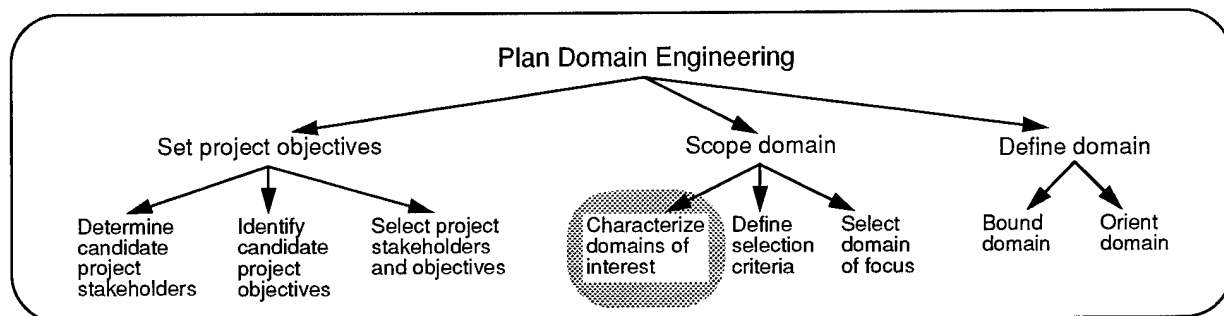 Plan Domain Engineering
Set project objectives
Scope domain
Define domain
Determine
candidate
project
stakeholders
Identify
candidate
project
objectives
Select project
stakeholders
and objectives
Characterize
domains of
interest
Define
selection
criteria
Select
domain
of focus
Bound
domain
Orient
domain